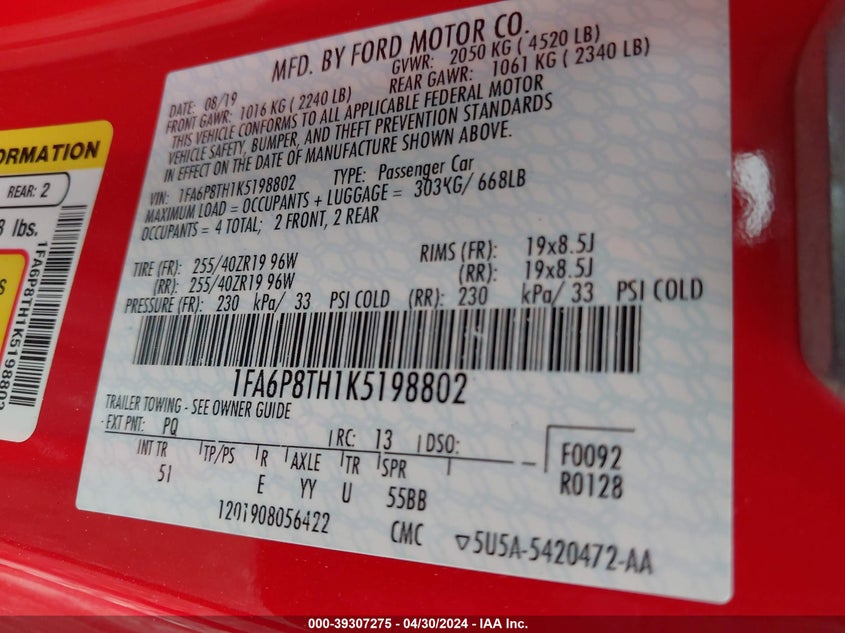 MFD. BY FORD MOTOR CO.
DATE: 08/19 GVWR: 2050 KG ( 4520 LB)
FRONT GAWR: 1016 KG ( 2240 LB) REAR GAWR: 1061 KG ( 2340 LB)
THIS VEHICLE CONFORMS TO ALL APPLICABLE FEDERAL MOTOR
VEHICLE SAFETY, BUMPER, AND THEFT PREVENTION STANDARDS
IN EFFECT ON THE DATE OF MANUFACTURE SHOWN ABOVE.
VIN: 1FA6P8TH1K5198802 TYPE: Passenger Car
MAXIMUM LOAD = OCCUPANTS + LUGGAGE = 303KG/ 668LB
OCCUPANTS = 4 TOTAL; 2 FRONT, 2 REAR
TIRE (FR): 255/40ZR19 96W RIMS (FR): 19x8.5J
(RR): 255/40ZR19 96W (RR): 19x8.5J
PRESSURE (FR): 230 kPa/ 33 PSI COLD (RR): 230 kPa/ 33 PSI COLD
1FA6P8TH1K5198802
TRAILER TOWING - SEE OWNER GUIDE
EXT PNT: PQ RC: 13 DSO:
INT TR TP/PS R AXLE TR SPR
51 E YY U 55BB
F0092
R0128
1201908056422 CMC ▽5U5A-5420472-AA
ORMATION
REAR: 2
lbs.
1FA6P8TH1K5198802
000-39307275 - 04/30/2024 - IAA Inc.